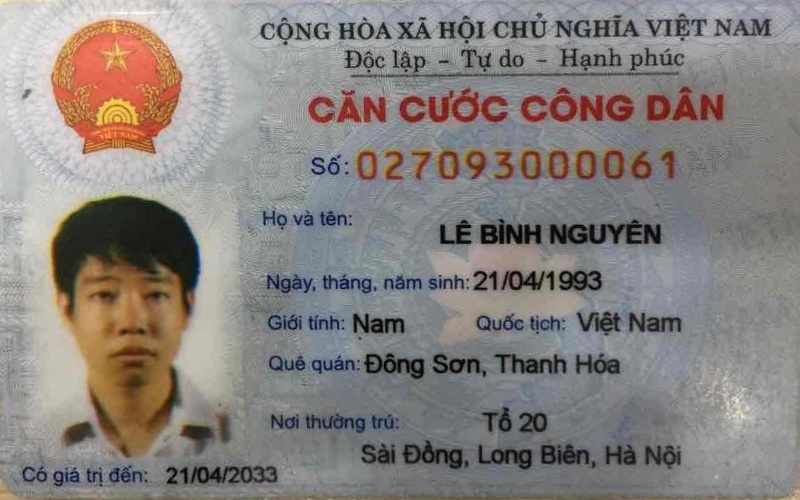 CỘNG HÒA XÃ HỘI CHỦ NGHĨA VIỆT NAM
Độc lập – Tự do – Hạnh phúc
CĂN CƯỚC CÔNG DÂN
Số: 027093000061
Họ và tên:
LÊ BÌNH NGUYÊN
Ngày, tháng, năm sinh: 21/04/1993
Giới tính: Nam Quốc tịch: Việt Nam
Quê quán: Đông Sơn, Thanh Hóa
Nơi thường trú: Tổ 20
Sài Đồng, Long Biên, Hà Nội
Có giá trị đến: 21/04/2033